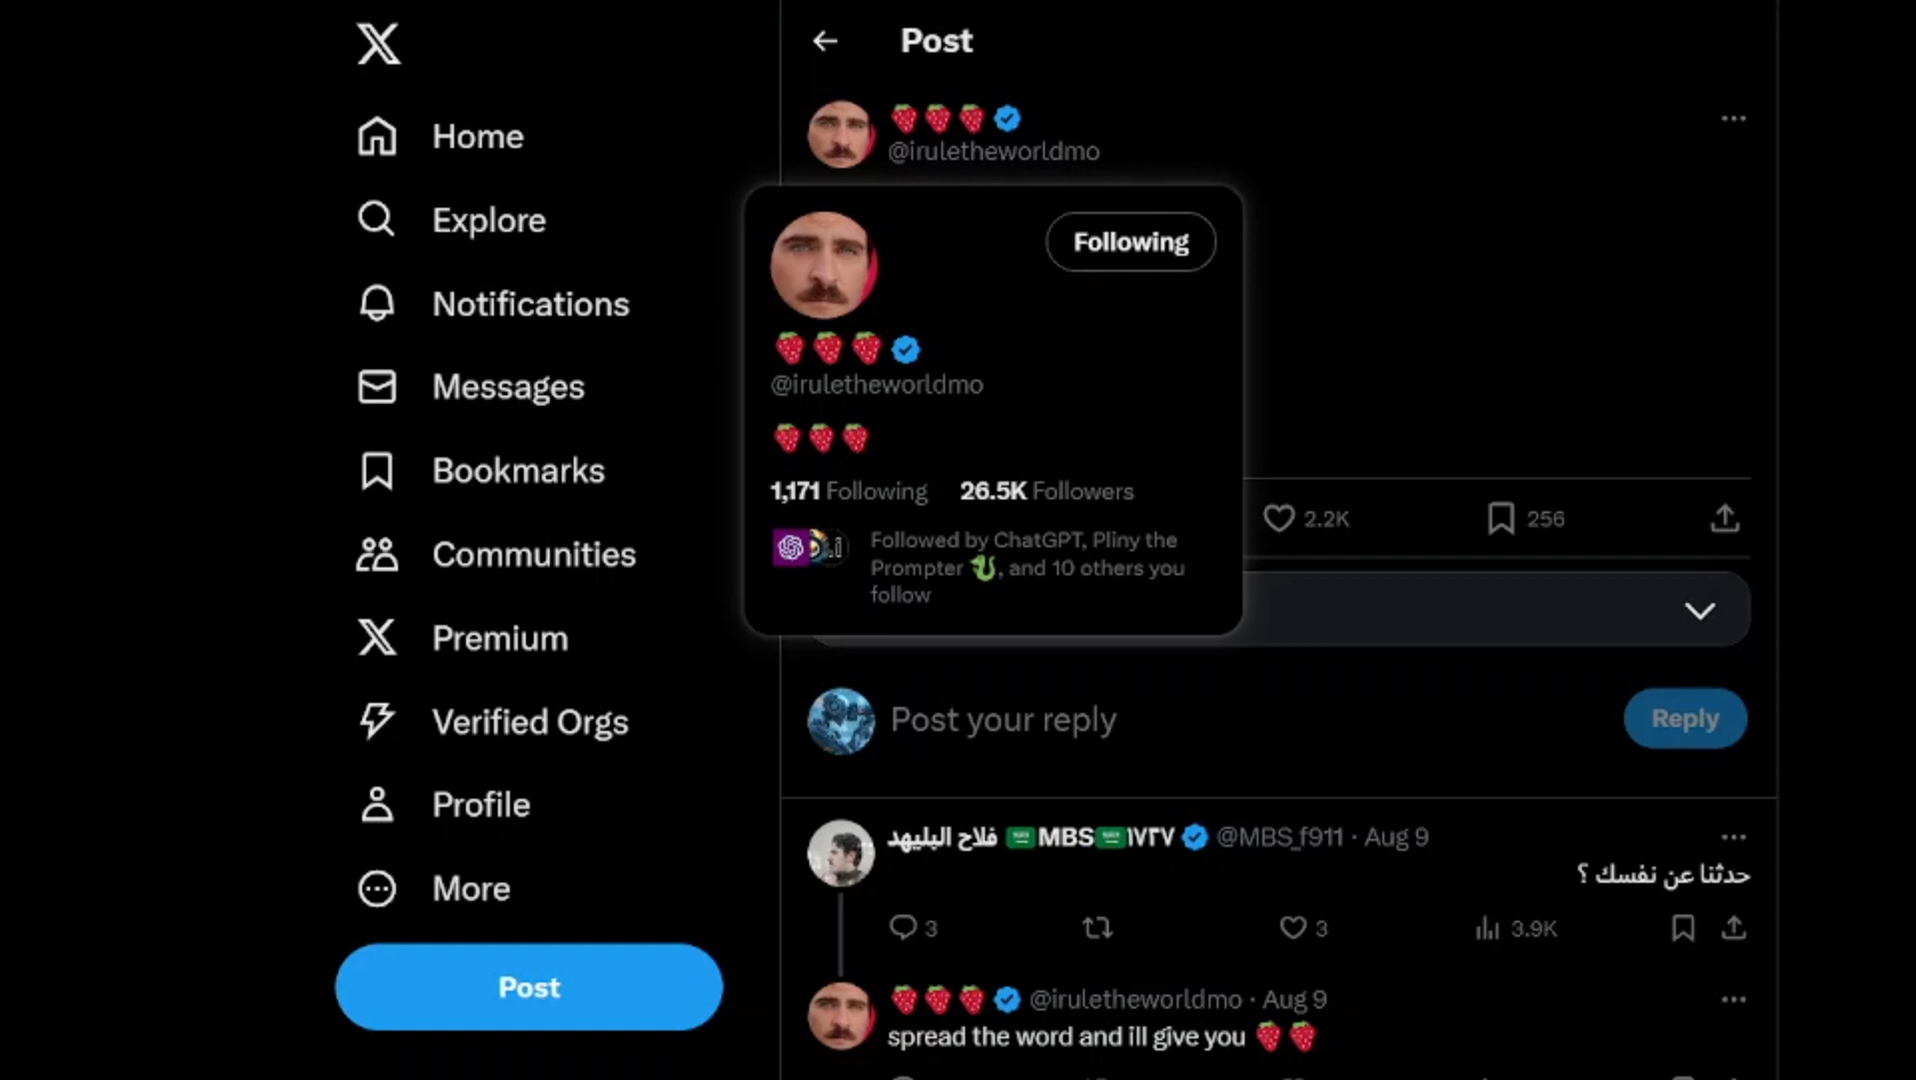 Home
Explore
Notifications
Messages
Bookmarks
Communities
Premium
Verified Orgs
Profile
More
Post
Post
🍓🍓🍓
@iruletheworldmo
Following
🍓🍓🍓
@iruletheworldmo
🍓🍓🍓
1,171 Following 26.5K Followers
Followed by ChatGPT, Pliny the
Prompter 🐉, and 10 others you
follow
2.2K 256
Post your reply
Reply
فلاح البليهد 🇸🇦MBS🇸🇦١٧٢٧ @MBS_f911 · Aug 9
حدثنا عن نفسك ؟
3 3 3.9K
🍓🍓🍓 @iruletheworldmo · Aug 9
spread the word and ill give you 🍓🍓